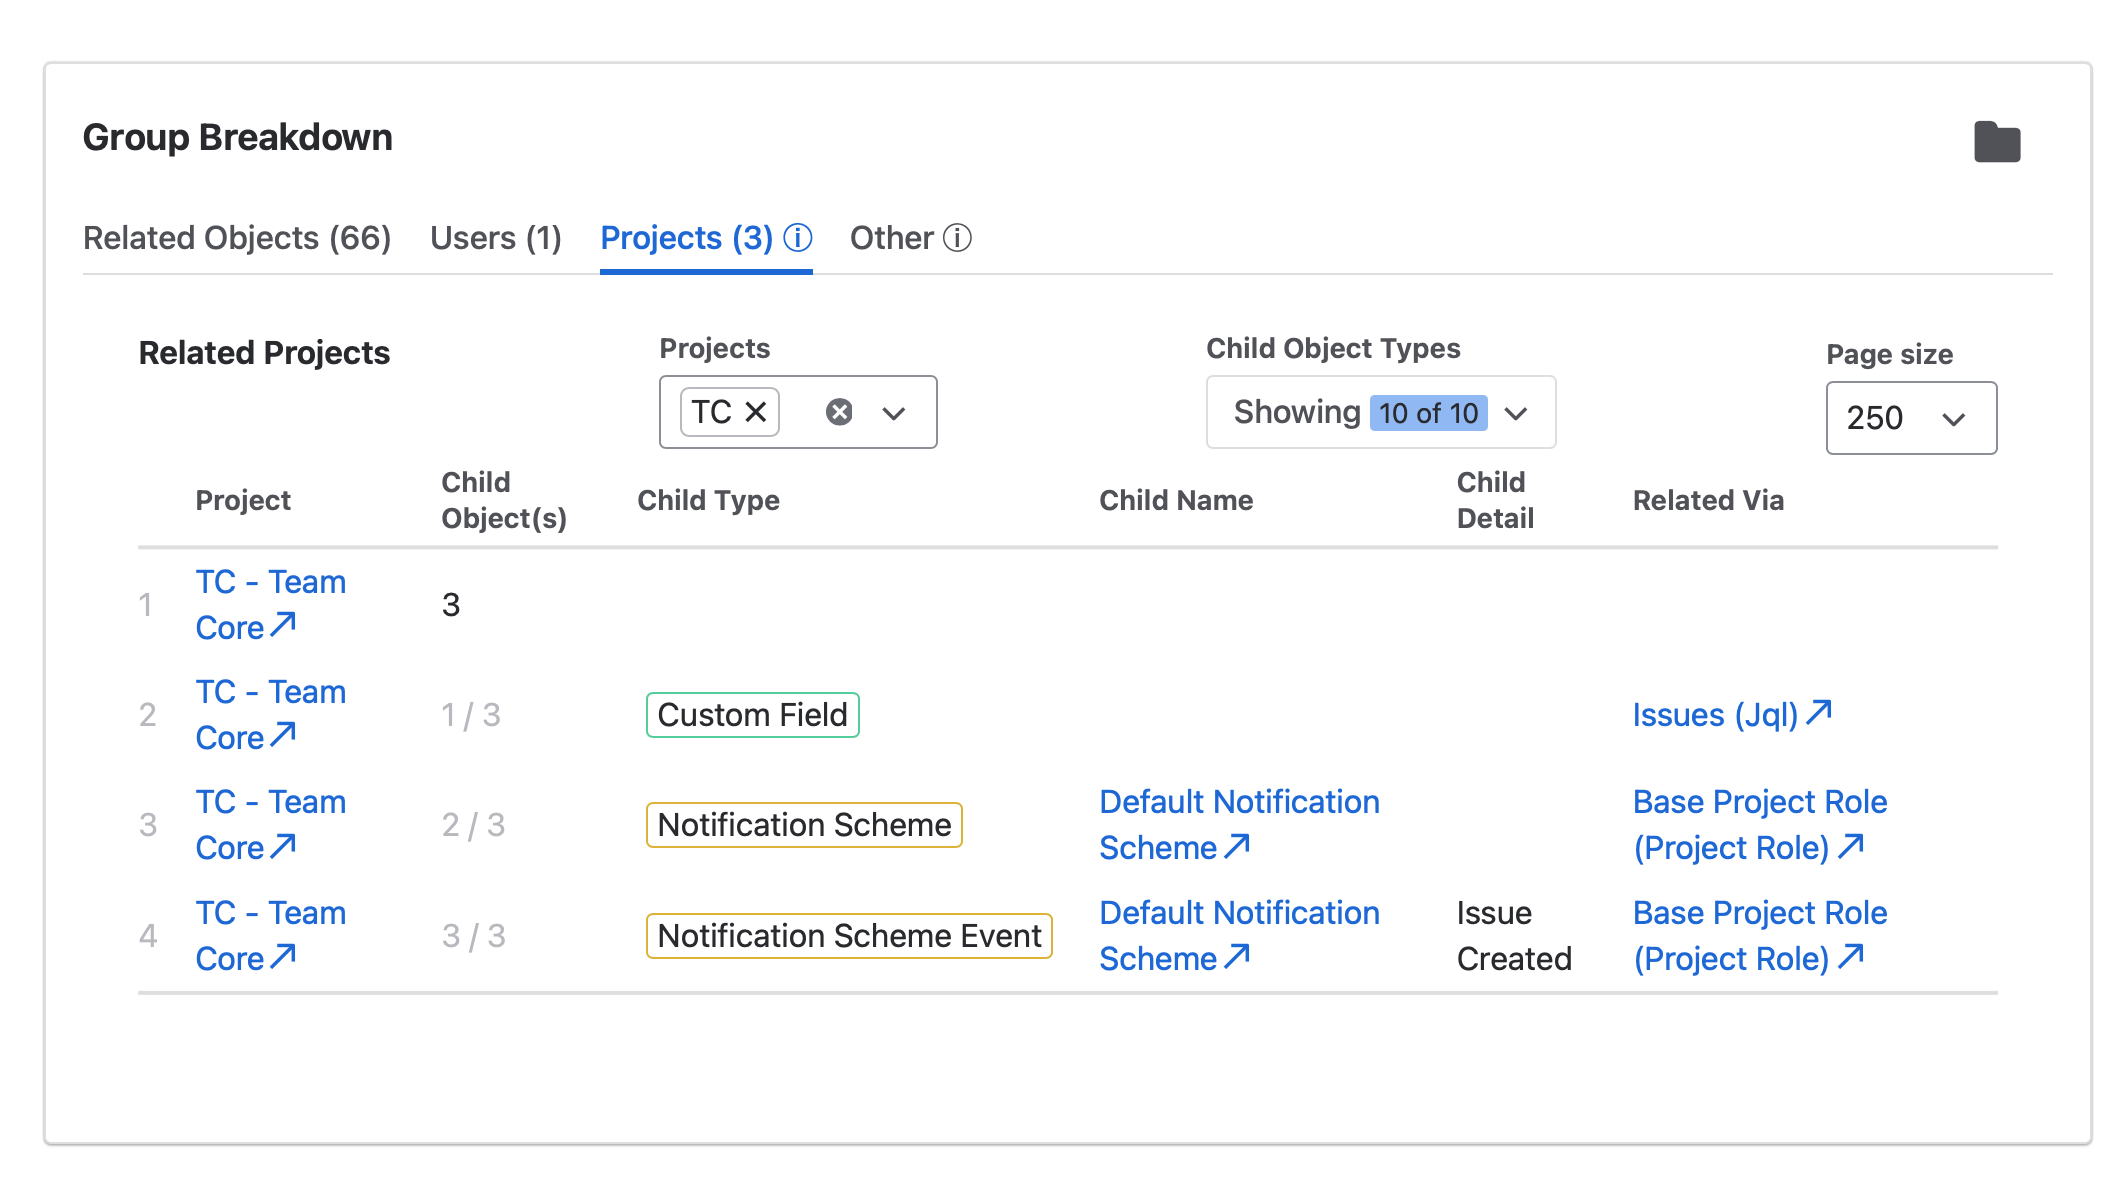 Group Breakdown
Related Objects (66) Users (1) Projects (3) Other
Related Projects
Projects
TC
Child Object Types
Showing 10 of 10
Page size
250
Project Child Object(s) Child Type Child Name Child Detail Related Via
1 TC - Team Core 3
2 TC - Team Core 1 / 3 Custom Field Issues (Jql)
3 TC - Team Core 2 / 3 Notification Scheme Default Notification Scheme Base Project Role (Project Role)
4 TC - Team Core 3 / 3 Notification Scheme Event Default Notification Scheme Issue Created Base Project Role (Project Role)